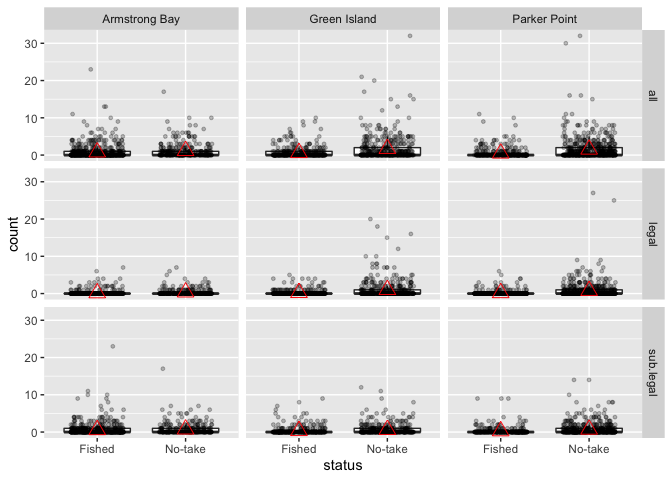 Armstrong Bay Green Island Parker Point
30
20
10
0
all
30
20
10
0
legal
30
20
10
0
sub.legal
count
Fished No-take Fished No-take Fished No-take
status